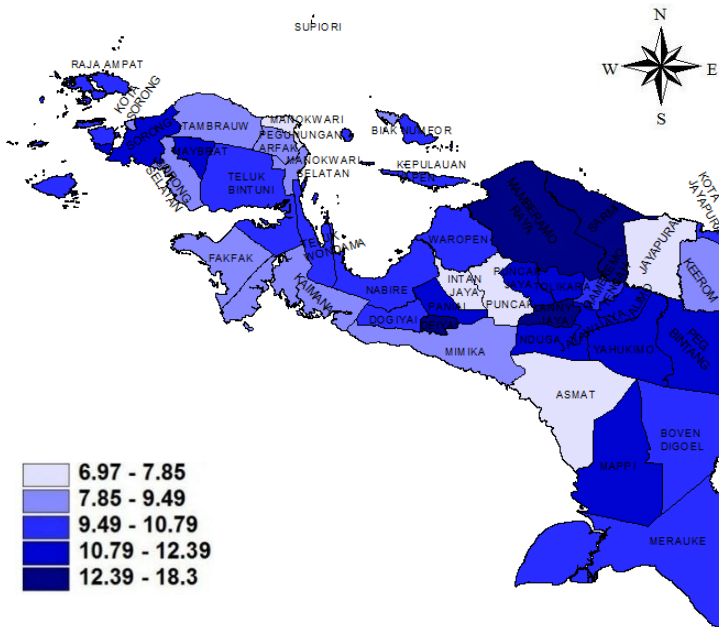 N
W
E
S
SUPIORI
RAJA AMPAT
KOTA
SORONG
SORONG
TAMBRAUW
MANOKWARI
PEGUNUNGAN
ARFAK
MANOKWARI
SELATAN
MAYBRAT
SORONG
SELATAN
TELUK
BINTUNI
BIAK NUMFOR
KEPULAUAN
YAPEN
TELUK
WONDAMA
FAKFAK
KAIMANA
WAROPEN
MAMBERAMO
RAYA
SARMI
KOTA
JAYAPURA
JAYAPURA
KEEROM
NABIRE
INTAN
JAYA
PUNCAK
JAYA
PUNCAK
TOLIKARA
PANIAI
DOGIYAI
MIMIKA
LANNY
JAYA
NDUGA
YALIMO
YAHUKIMO
PEG
BINTANG
ASMAT
MAPPI
BOVEN
DIGOEL
MERAUKE
6.97 - 7.85
7.85 - 9.49
9.49 - 10.79
10.79 - 12.39
12.39 - 18.3